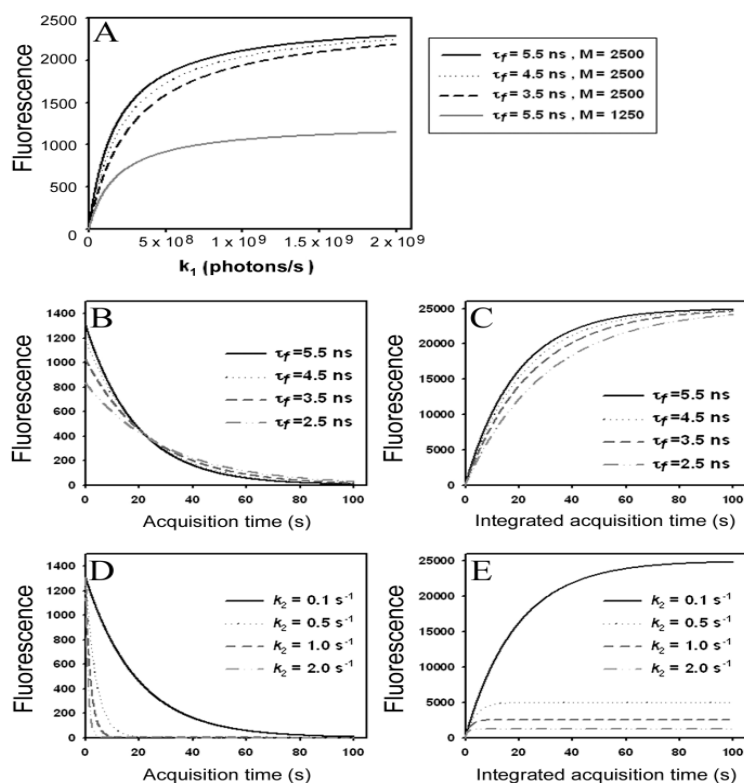 A
Fluorescence
2500
2000
1500
1000
500
0
0
5 x 10⁸
1 x 10⁹
1.5 x 10⁹
2 x 10⁹
k₁ (photons/s)
τf = 5.5 ns , M = 2500
τf = 4.5 ns , M = 2500
τf = 3.5 ns , M = 2500
τf = 5.5 ns , M = 1250
B
Fluorescence
1400
1200
1000
800
600
400
200
0
0 20 40 60 80 100
Acquisition time (s)
τf =5.5 ns
τf =4.5 ns
τf =3.5 ns
τf =2.5 ns
C
Fluorescence
25000
20000
15000
10000
5000
0
0 20 40 60 80 100
Integrated acquisition time (s)
τf =5.5 ns
τf =4.5 ns
τf =3.5 ns
τf =2.5 ns
D
Fluorescence
1400
1200
1000
800
600
400
200
0
0 20 40 60 80 100
Acquisition time (s)
k₂ = 0.1 s⁻¹
k₂ = 0.5 s⁻¹
k₂ = 1.0 s⁻¹
k₂ = 2.0 s⁻¹
E
Fluorescence
25000
20000
15000
10000
5000
0
0 20 40 60 80 100
Integrated acquisition time (s)
k₂ = 0.1 s⁻¹
k₂ = 0.5 s⁻¹
k₂ = 1.0 s⁻¹
k₂ = 2.0 s⁻¹